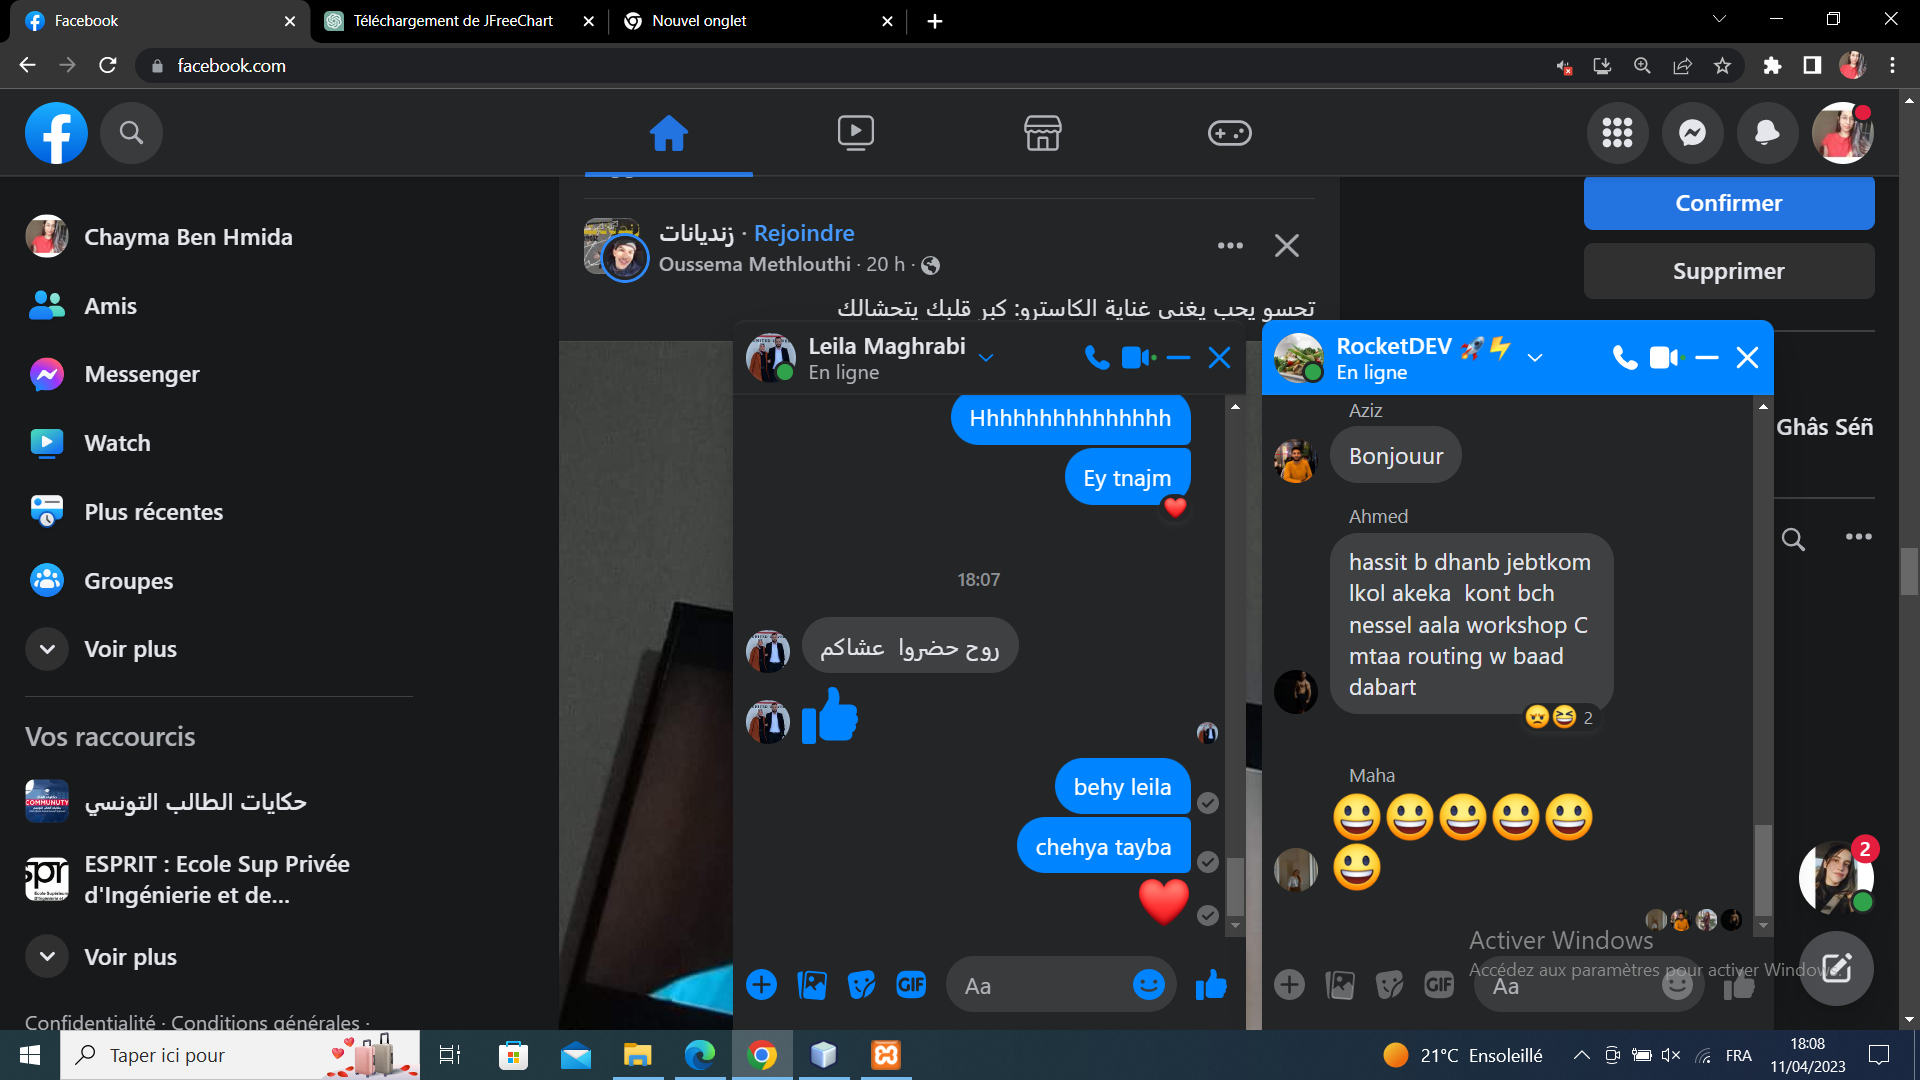 Facebook
Téléchargement de JFreeChart
Nouvel onglet
facebook.com
Chayma Ben Hmida
Amis
Messenger
Watch
Plus récentes
Groupes
Voir plus
Vos raccourcis
COMMUNUTY
حكايات الطالب التونسي
ESPRIT : Ecole Sup Privée
d'Ingénierie et de...
Voir plus
Confidentialité · Conditions générales ·
زنديانات · Rejoindre
Oussema Methlouthi · 20 h ·
تحسو يحب يغني غناية الكاسترو: كبر قلبك يتحشالك
Confirmer
Supprimer
Ghâs Séñ
Leila Maghrabi
En ligne
Hhhhhhhhhhhhhhhh
Ey tnajm
18:07
روح حضروا عشاكم
behy leila
chehya tayba
Aa
GIF
RocketDEV 🚀⚡
En ligne
Aziz
Bonjouur
Ahmed
hassit b dhanb jebtkom
lkol akeka kont bch
nessel aala workshop C
mtaa routing w baad
dabart
2
Maha
😃😃😃😃😃
😃
GIF
Aa
2
Activer Windows
Accédez aux paramètres pour activer Windows.
Taper ici pour
21°C Ensoleillé
FRA
18:08
11/04/2023